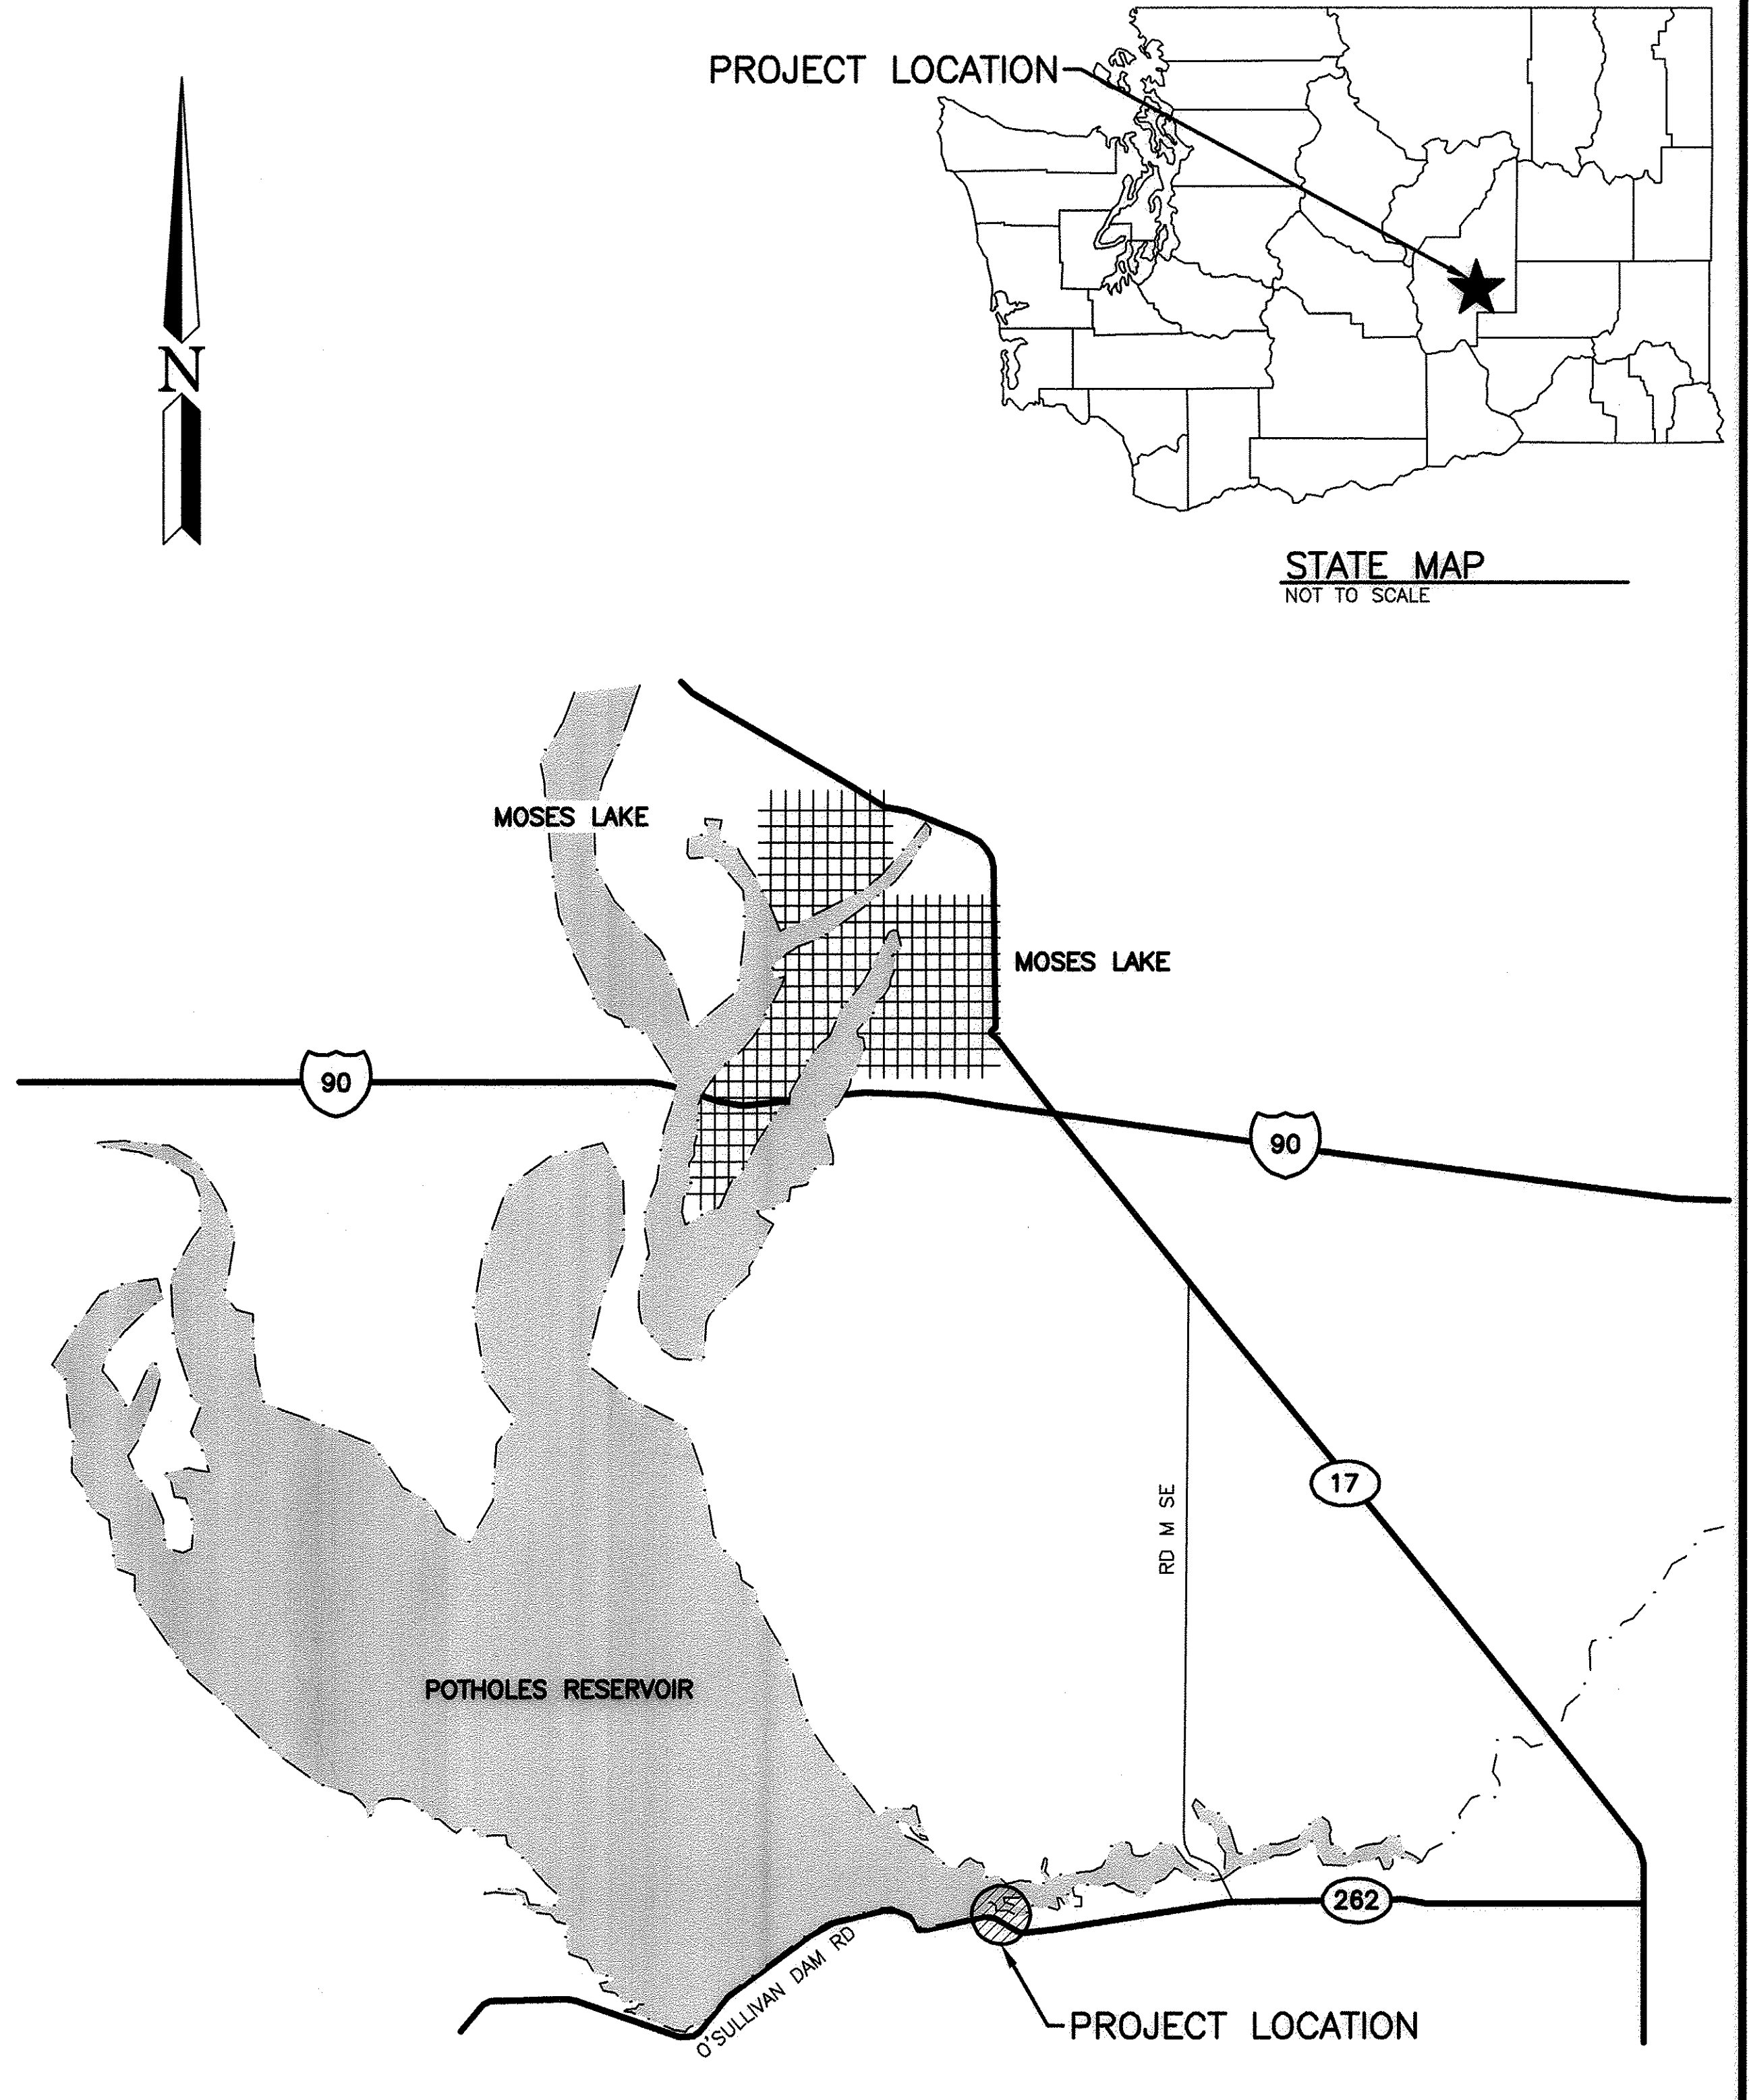 PROJECT LOCATION
N
STATE MAP
NOT TO SCALE
MOSES LAKE
MOSES LAKE
90
90
17
RD M SE
POTHOLES RESERVOIR
262
O'SULLIVAN DAM RD
PROJECT LOCATION